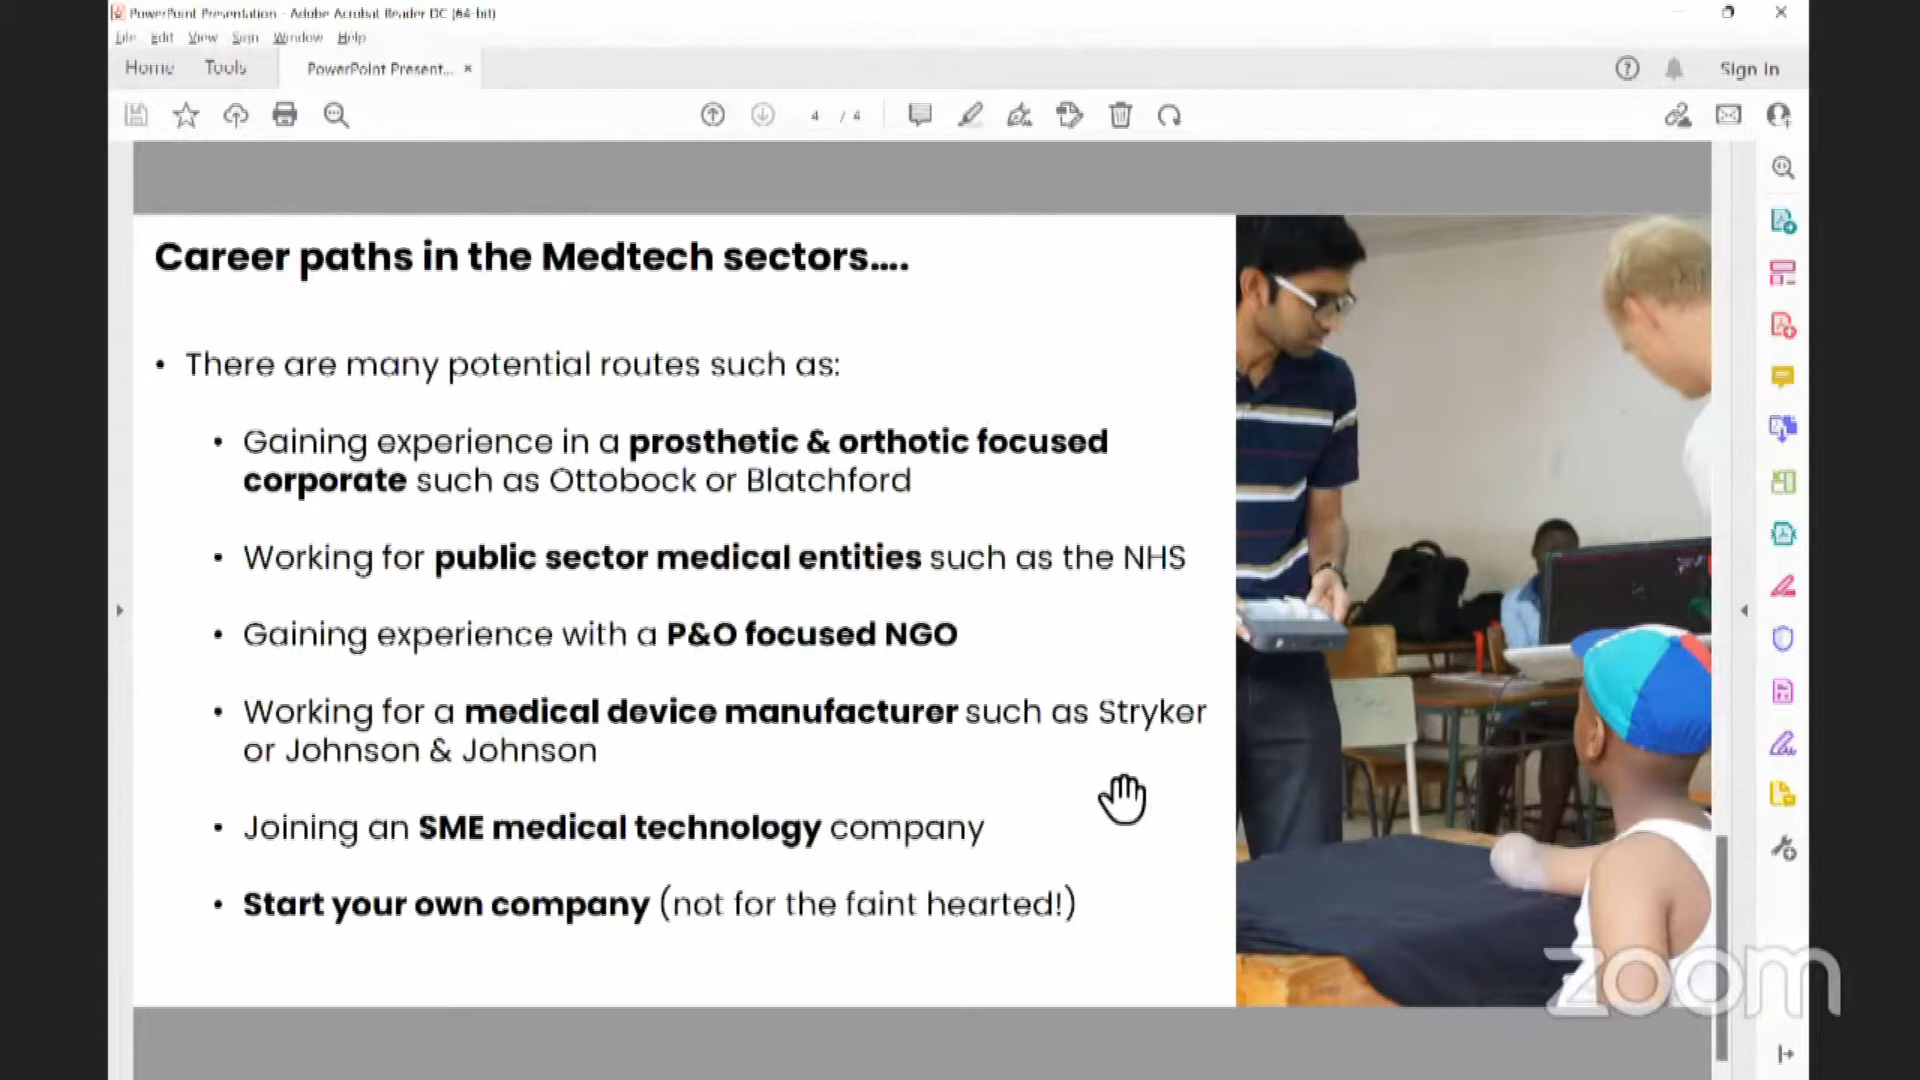 PowerPoint Presentation - Adobe Acrobat Reader DC (64-bit)
File Edit View Sign Window Help
Home Tools PowerPoint Present... ×
Sign In
4 / 4
Career paths in the Medtech sectors....
• There are many potential routes such as:
• Gaining experience in a prosthetic & orthotic focused
corporate such as Ottobock or Blatchford
• Working for public sector medical entities such as the NHS
• Gaining experience with a P&O focused NGO
• Working for a medical device manufacturer such as Stryker
or Johnson & Johnson
• Joining an SME medical technology company
• Start your own company (not for the faint hearted!)
zoom